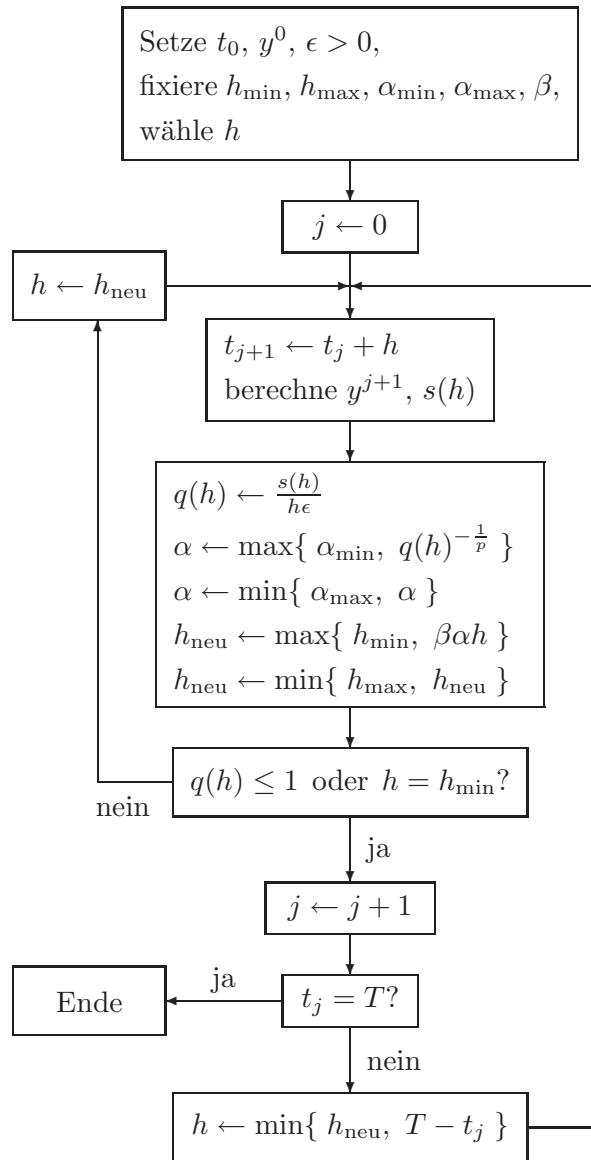 Setze t_0, y^0, ϵ > 0,
fixiere h_min, h_max, α_min, α_max, β,
wähle h
j ← 0
h ← h_neu
t_{j+1} ← t_j + h
berechne y^{j+1}, s(h)
q(h) ← \frac{s(h)}{hϵ}
α ← max{ α_min, q(h)^{-\frac{1}{p}} }
α ← min{ α_max, α }
h_neu ← max{ h_min, βαh }
h_neu ← min{ h_max, h_neu }
q(h) ≤ 1 oder h = h_min?
nein
ja
j ← j + 1
ja
Ende
t_j = T?
nein
h ← min{ h_neu, T − t_j }